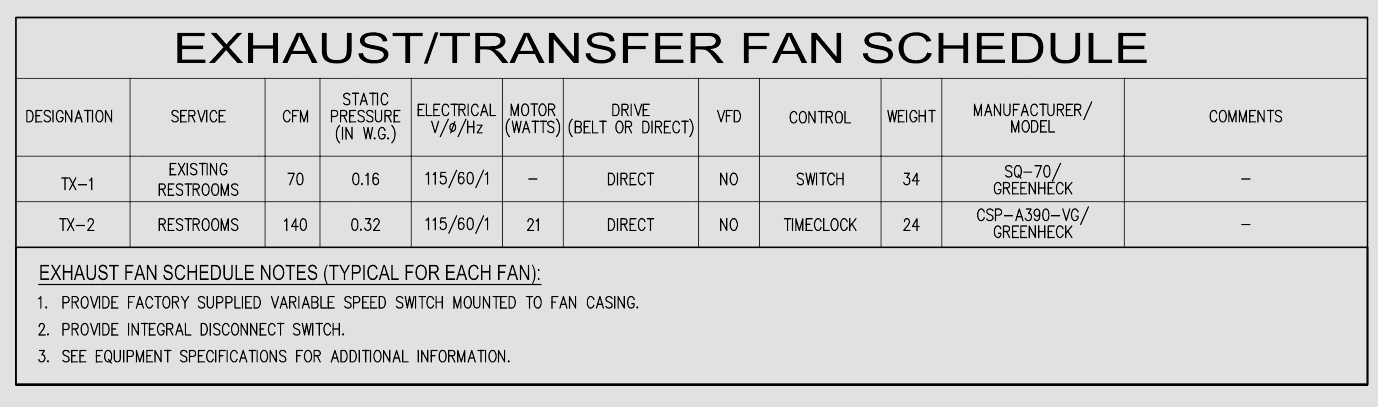 EXHAUST/TRANSFER FAN SCHEDULE
DESIGNATION SERVICE CFM STATIC PRESSURE (IN W.G.) ELECTRICAL V/ø/Hz MOTOR (WATTS) DRIVE (BELT OR DIRECT) VFD CONTROL WEIGHT MANUFACTURER/ MODEL COMMENTS
TX-1 EXISTING RESTROOMS 70 0.16 115/60/1 - DIRECT NO SWITCH 34 SQ-70/ GREENHECK -
TX-2 RESTROOMS 140 0.32 115/60/1 21 DIRECT NO TIMECLOCK 24 CSP-A390-VG/ GREENHECK -
EXHAUST FAN SCHEDULE NOTES (TYPICAL FOR EACH FAN):
1. PROVIDE FACTORY SUPPLIED VARIABLE SPEED SWITCH MOUNTED TO FAN CASING.
2. PROVIDE INTEGRAL DISCONNECT SWITCH.
3. SEE EQUIPMENT SPECIFICATIONS FOR ADDITIONAL INFORMATION.